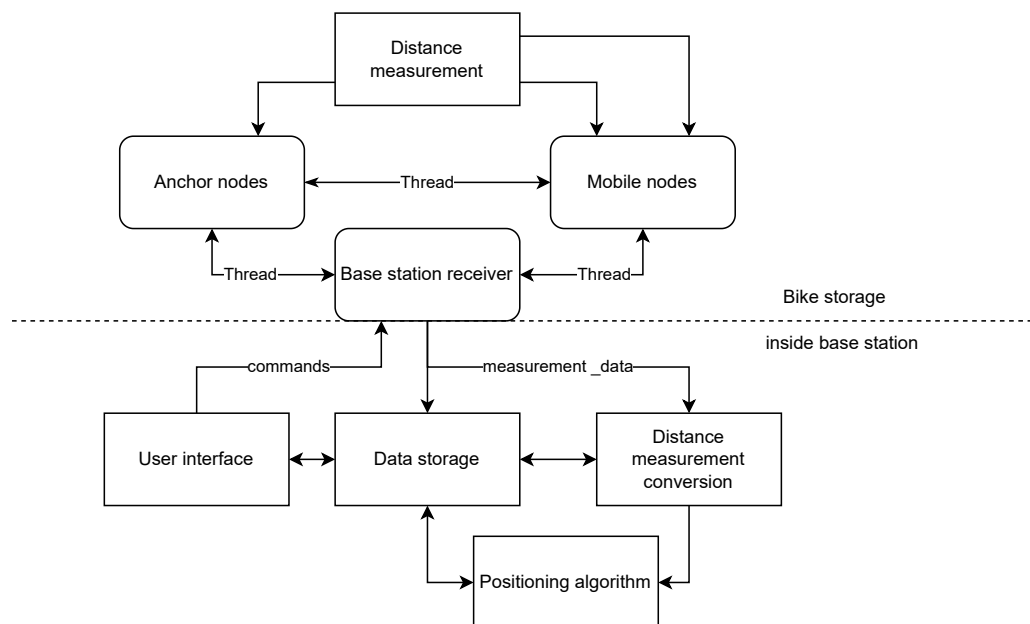 Distance
measurement
Anchor nodes
Thread
Mobile nodes
Thread
Base station receiver
Thread
Bike storage
inside base station
commands
measurement _data
User interface
Data storage
Distance
measurement
conversion
Positioning algorithm